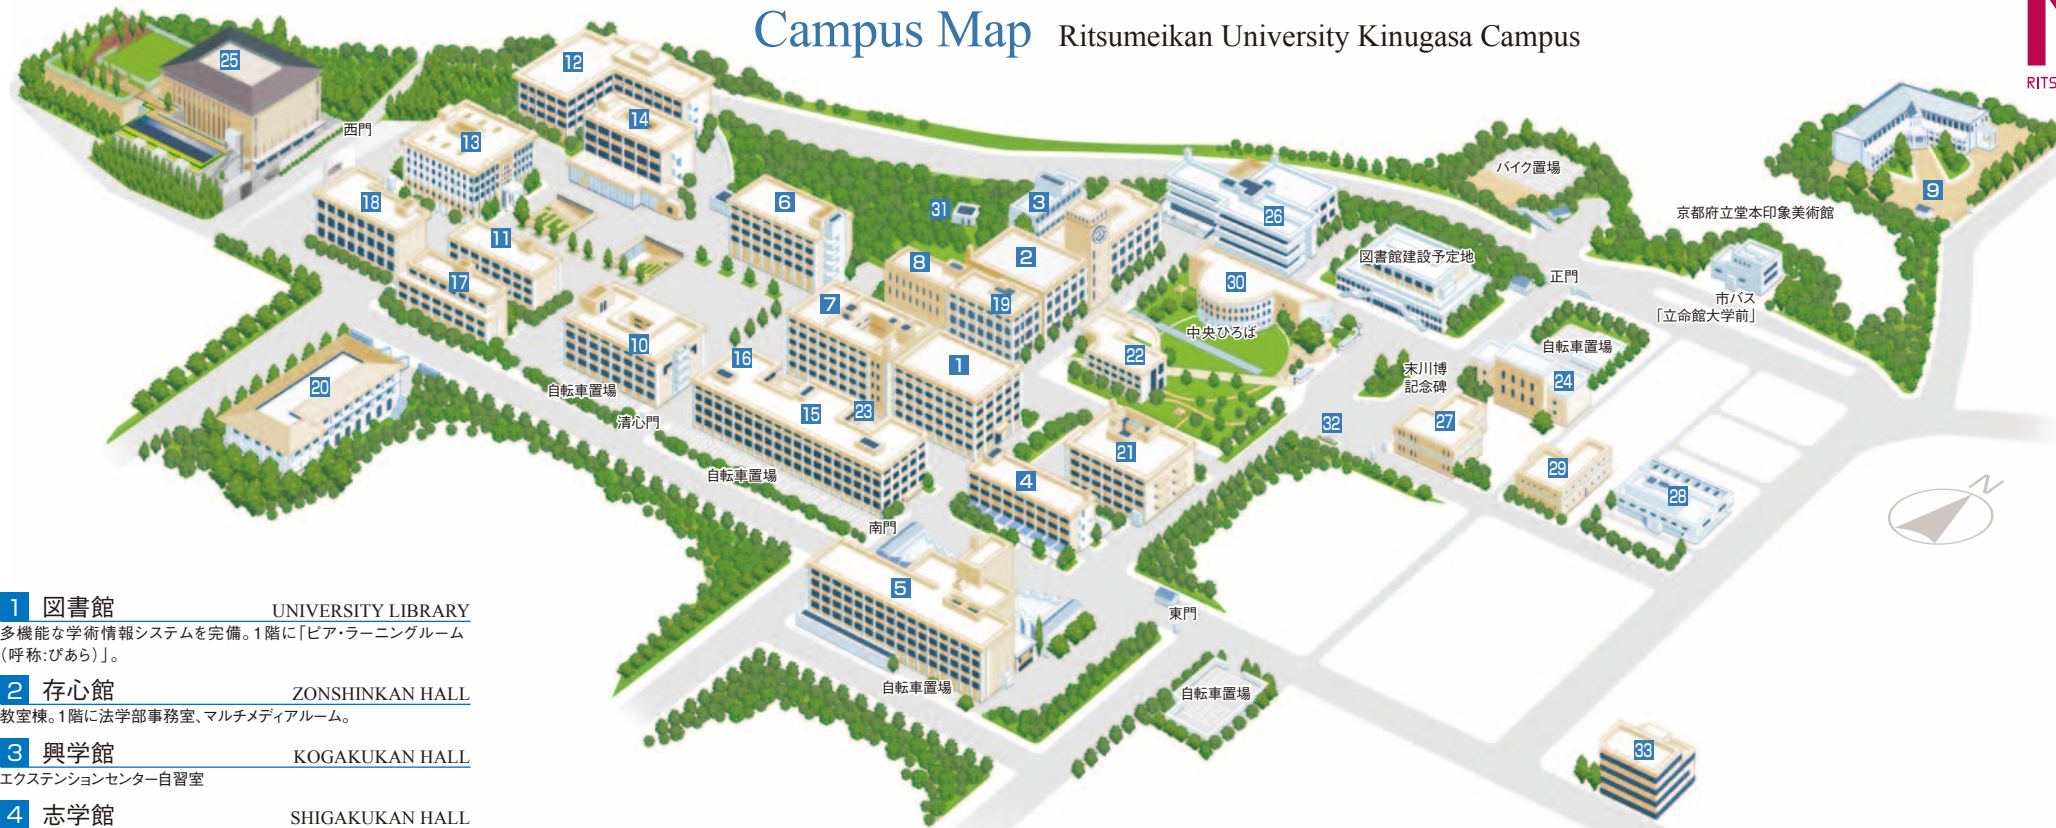 Campus Map Ritsumeikan University Kinugasa Campus
RITS
25
12
14
13
西門
18
11
17
6
31
3
8
2
26
バイク置場
9
京都府立堂本印象美術館
図書館建設予定地
30
正門
市バス
「立命館大学前」
7
19
中央ひろば
10
16
1
22
自転車置場
末川博
記念碑
24
20
自転車置場
清心門
15
23
27
32
21
29
28
自転車置場
4
南門
N
5
東門
自転車置場
自転車置場
33
1 図書館 UNIVERSITY LIBRARY
多機能な学術情報システムを完備。1階に「ピア・ラーニングルーム
（呼称:ぴあら）」。
2 存心館 ZONSHINKAN HALL
教室棟。1階に法学部事務室、マルチメディアルーム。
3 興学館 KOGAKUKAN HALL
エクステンションセンター自習室
4 志学館 SHIGAKUKAN HALL